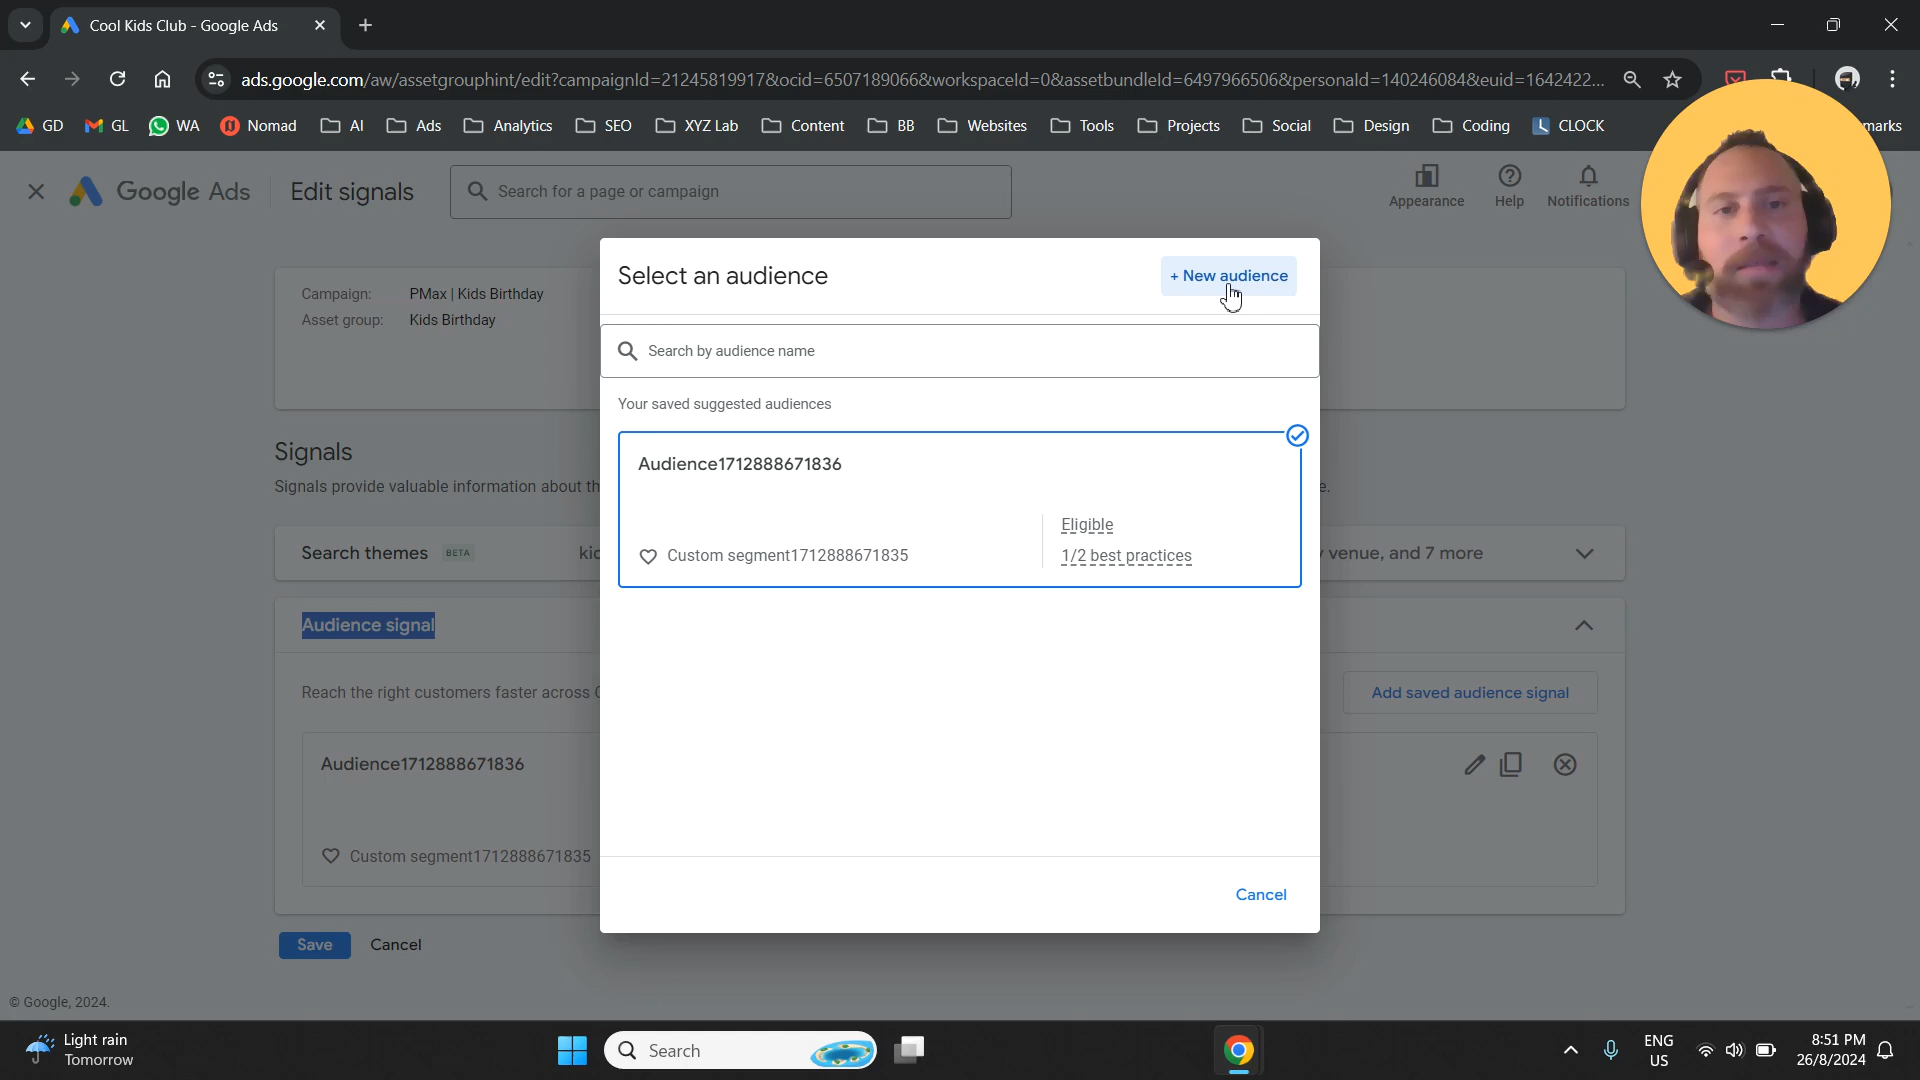 Cool Kids Club - Google Ads
ads.google.com/aw/assetgrouphint/edit?campaignId=21245819917&ocid=6507189066&workspaceId=0&assetbundleId=6497966506&personaId=140246084&euid=1642422...
GD GL WA Nomad AI Ads Analytics SEO XYZ Lab Content BB Websites Tools Projects Social Design Coding CLOCK marks
Google Ads Edit signals Search for a page or campaign Appearance Help Notifications
Select an audience
+ New audience
Campaign: PMax | Kids Birthday
Asset group: Kids Birthday
Search by audience name
Your saved suggested audiences
Signals
Audience1712888671836
Signals provide valuable information about
Eligible
Search themes BETA
venue, and 7 more
Custom segment1712888671835
1/2 best practices
Audience signal
Reach the right customers faster across
Add saved audience signal
Audience1712888671836
Custom segment1712888671835
Cancel
Save Cancel
© Google, 2024.
Light rain
Tomorrow
Search
ENG
US
8:51 PM
26/8/2024